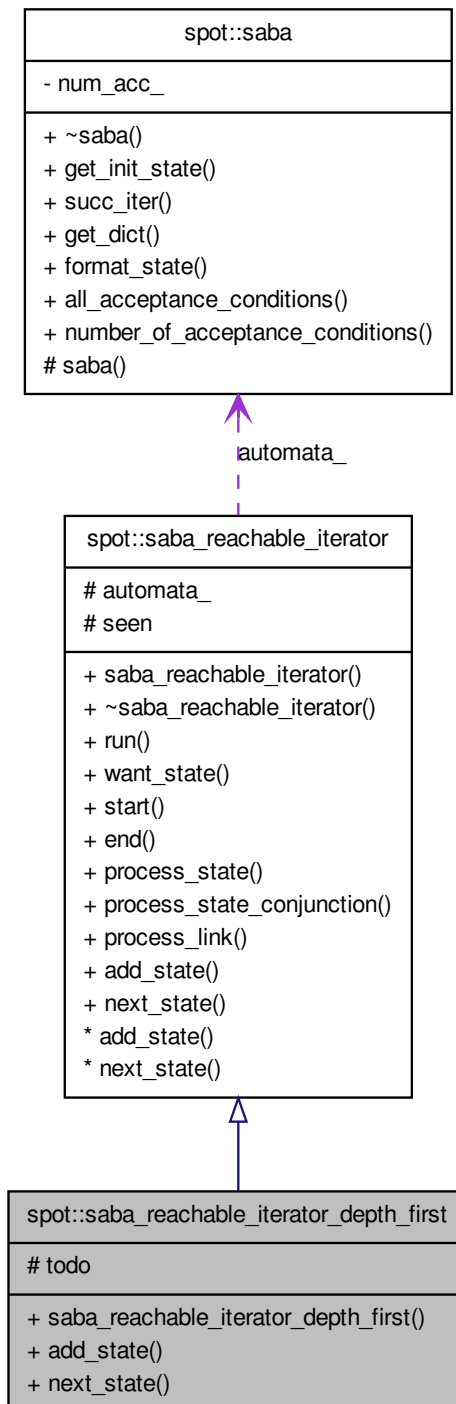 spot::saba
- num_acc_
+ ~saba()
+ get_init_state()
+ succ_iter()
+ get_dict()
+ format_state()
+ all_acceptance_conditions()
+ number_of_acceptance_conditions()
# saba()
automata_
spot::saba_reachable_iterator
# automata_
# seen
+ saba_reachable_iterator()
+ ~saba_reachable_iterator()
+ run()
+ want_state()
+ start()
+ end()
+ process_state()
+ process_state_conjunction()
+ process_link()
+ add_state()
+ next_state()
* add_state()
* next_state()
spot::saba_reachable_iterator_depth_first
# todo
+ saba_reachable_iterator_depth_first()
+ add_state()
+ next_state()